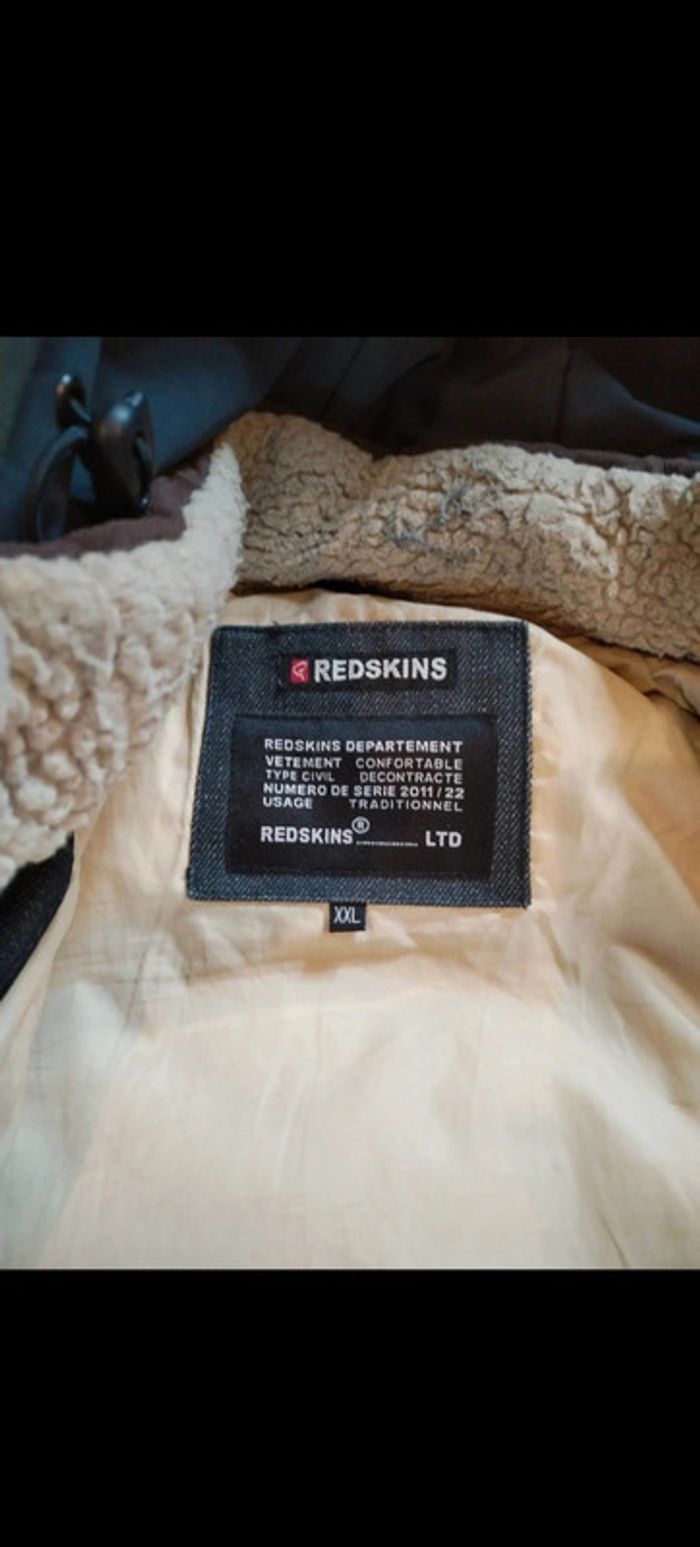 REDSKINS
REDSKINS DEPARTEMENT
VETEMENT CONFORTABLE
TYPE CIVIL DECONTRACTE
NUMERO DE SERIE 2011/22
USAGE TRADITIONNEL
REDSKINS® LTD
XXL